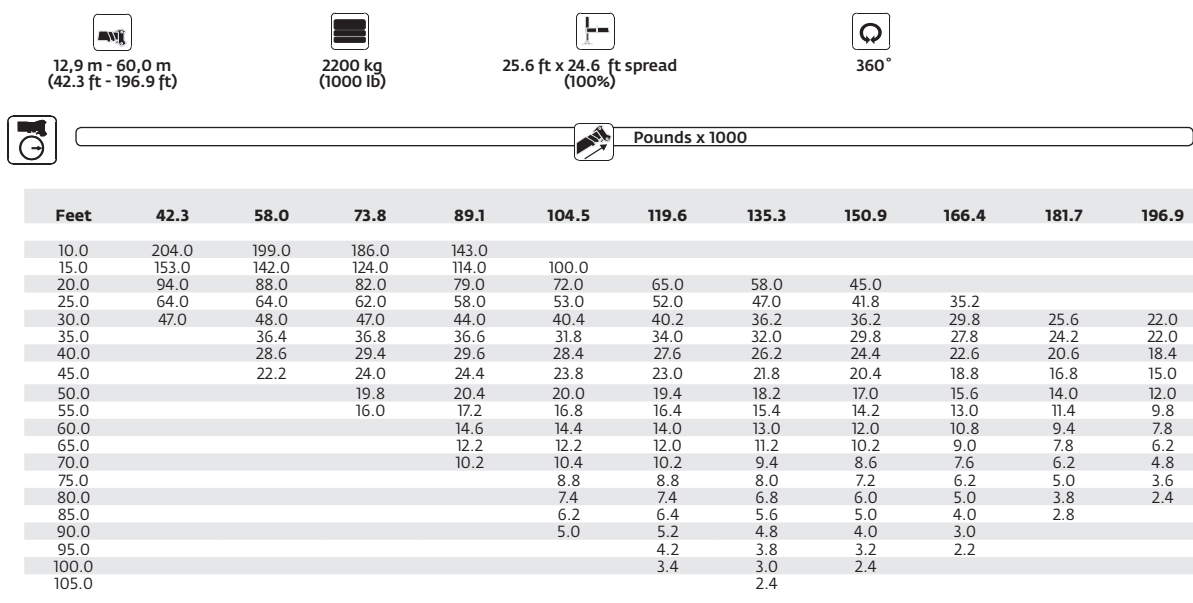 12,9 m - 60,0 m 2200 kg 25.6 ft x 24.6 ft spread 360°
(42.3 ft - 196.9 ft) (1000 lb) (100%)
Pounds x 1000
Feet 42.3 58.0 73.8 89.1 104.5 119.6 135.3 150.9 166.4 181.7 196.9
10.0 204.0 199.0 186.0 143.0
15.0 153.0 142.0 124.0 114.0 100.0
20.0 94.0 88.0 82.0 79.0 72.0 65.0 58.0 45.0
25.0 64.0 64.0 62.0 58.0 53.0 52.0 47.0 41.8 35.2
30.0 47.0 48.0 47.0 44.0 40.4 40.2 36.2 36.2 29.8 25.6 22.0
35.0 36.4 36.8 36.6 31.8 34.0 32.0 29.8 27.8 24.2 22.0
40.0 28.6 29.4 29.6 28.4 27.6 26.2 24.4 22.6 20.6 18.4
45.0 22.2 24.0 24.4 23.8 23.0 21.8 20.4 18.8 16.8 15.0
50.0 19.8 20.4 20.0 19.4 18.2 17.0 15.6 14.0 12.0
55.0 16.0 17.2 16.8 16.4 15.4 14.2 13.0 11.4 9.8
60.0 14.6 14.4 14.0 13.0 12.0 10.8 9.4 7.8
65.0 12.2 12.2 12.0 11.2 10.2 9.0 7.8 6.2
70.0 10.2 10.4 10.2 9.4 8.6 7.6 6.2 4.8
75.0 8.8 8.8 8.0 7.2 6.2 5.0 3.6
80.0 7.4 7.4 6.8 6.0 5.0 3.8 2.4
85.0 6.2 6.4 5.6 5.0 4.0 2.8
90.0 5.0 5.2 4.8 4.0 3.0
95.0 4.2 3.8 3.2 2.2
100.0 3.4 3.0 2.4
105.0 2.4